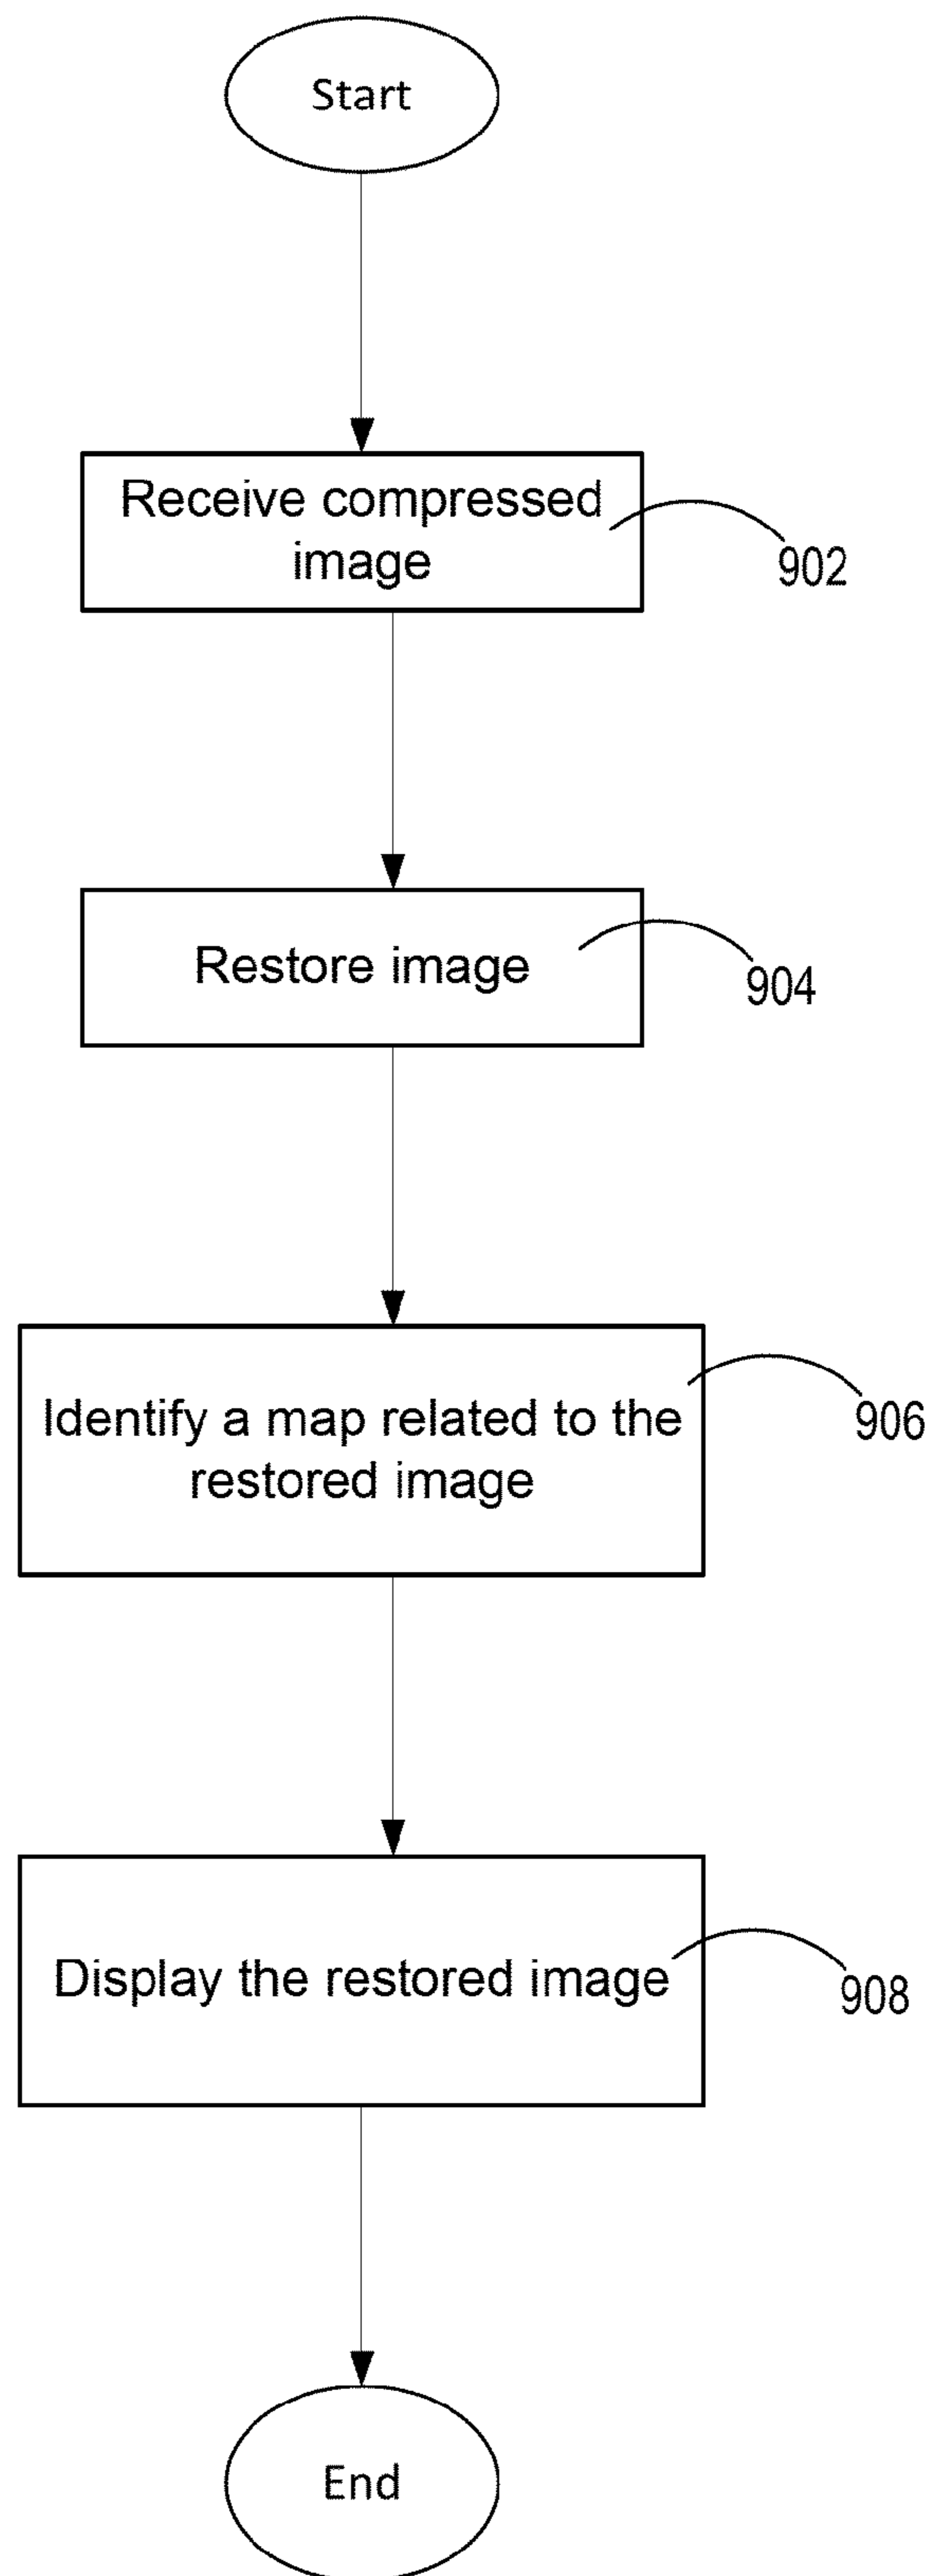 Start
Receive compressed
image
902
Restore image
904
Identify a map related to the
restored image
906
Display the restored image
908
End